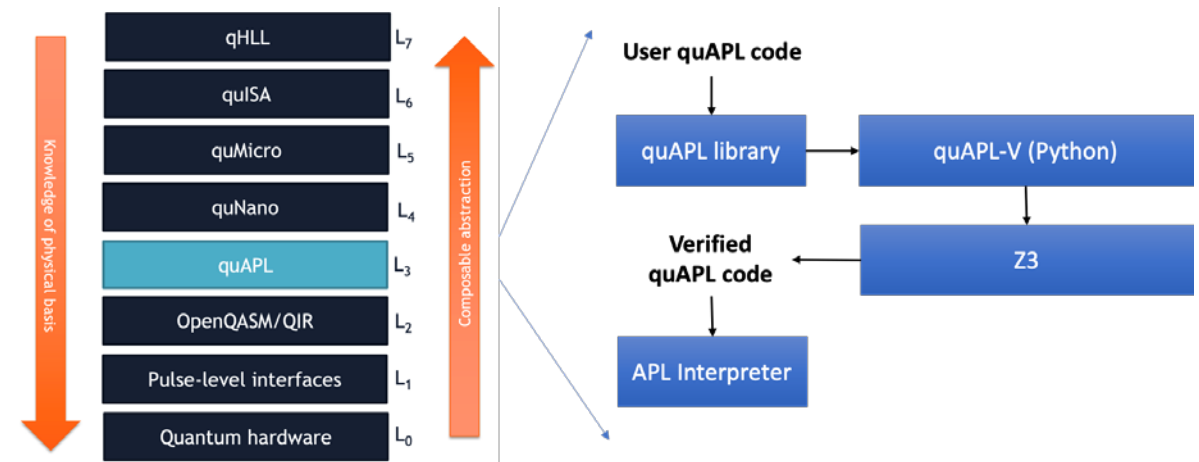 Knowledge of physical basis
qHLL
L7
quISA
L6
quMicro
L5
quNano
L4
quAPL
L3
OpenQASM/QIR
L2
Pulse-level interfaces
L1
Quantum hardware
L0
Composable abstraction
User quAPL code
quAPL library
quAPL-V (Python)
Z3
Verified
quAPL code
APL Interpreter